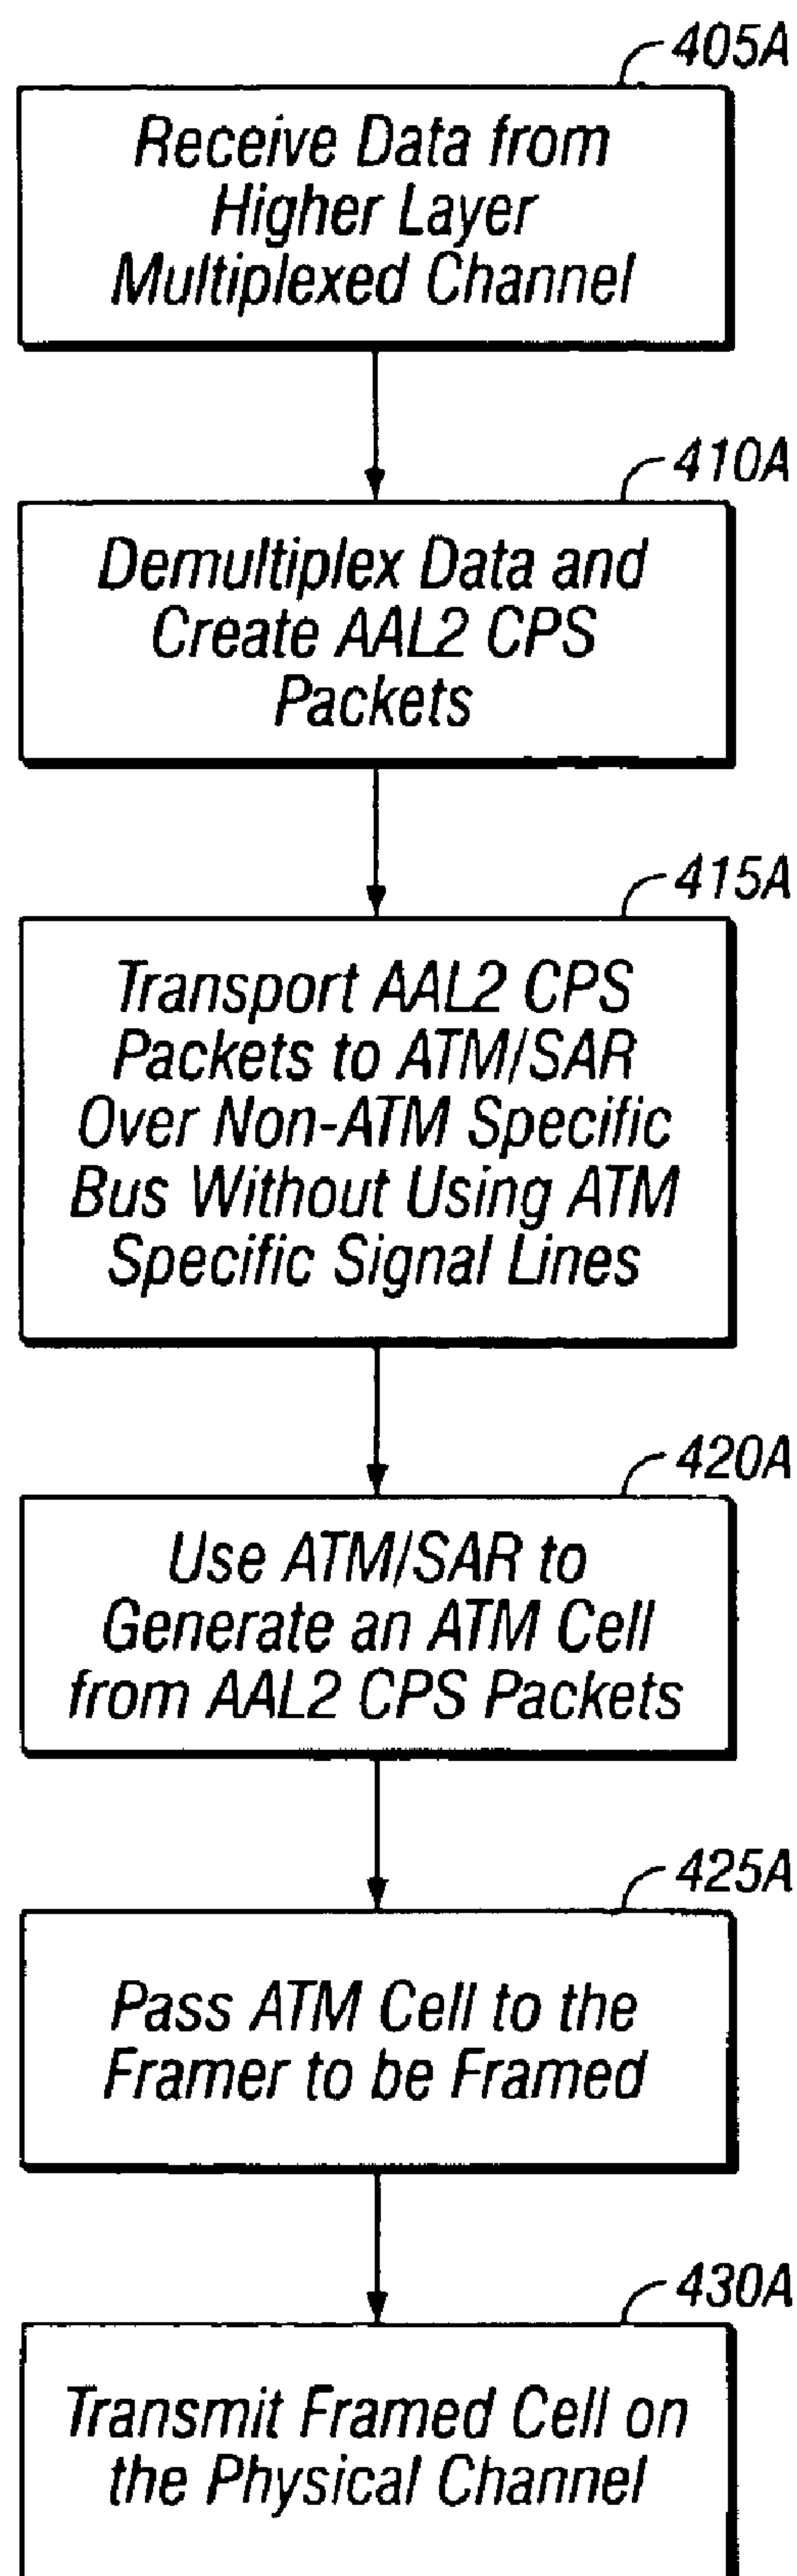 405A
Receive Data from
Higher Layer
Multiplexed Channel
410A
Demultiplex Data and
Create AAL2 CPS
Packets
415A
Transport AAL2 CPS
Packets to ATM/SAR
Over Non-ATM Specific
Bus Without Using ATM
Specific Signal Lines
420A
Use ATM/SAR to
Generate an ATM Cell
from AAL2 CPS Packets
425A
Pass ATM Cell to the
Framer to be Framed
430A
Transmit Framed Cell on
the Physical Channel